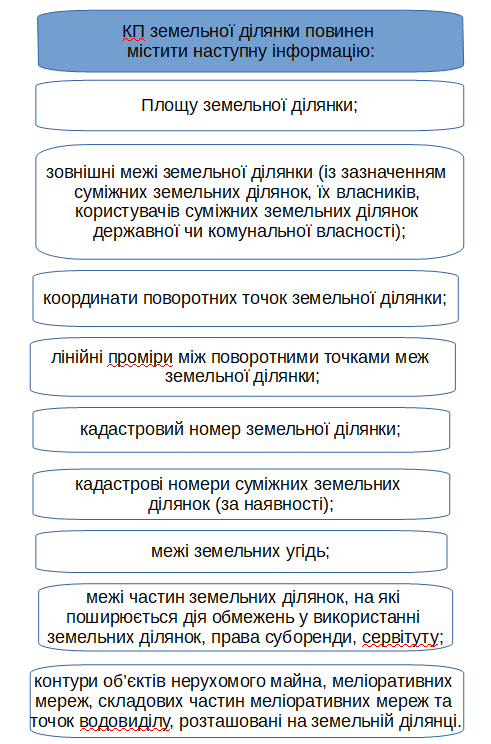 КП земельної ділянки повинен
містити наступну інформацію:
Площу земельної ділянки;
зовнішні межі земельної ділянки (із зазначенням
суміжних земельних ділянок, їх власників,
користувачів суміжних земельних ділянок
державної чи комунальної власності);
координати поворотних точок земельної ділянки;
лінійні проміри між поворотними точками меж
земельної ділянки;
кадастровий номер земельної ділянки;
кадастрові номери суміжних земельних
ділянок (за наявності);
межі земельних угідь;
межі частин земельних ділянок, на які
поширюється дія обмежень у використанні
земельних ділянок, права суборенди, сервітуту;
контури об’єктів нерухомого майна, меліоративних
мереж, складових частин меліоративних мереж та
точок водовиділу, розташовані на земельній ділянці.